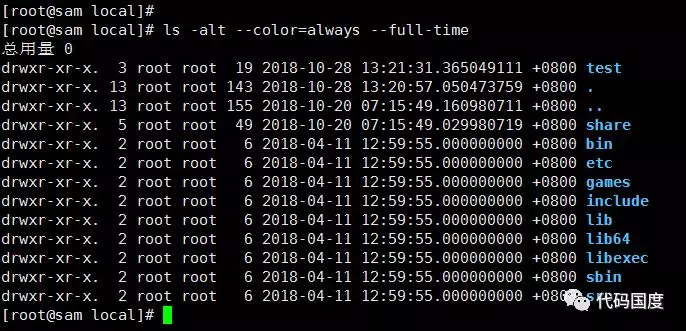 [root@sam local]#
[root@sam local]# ls -alt --color=always --full-time
总用量 0
drwxr-xr-x. 3 root root 19 2018-10-28 13:21:31.365049111 +0800 test
drwxr-xr-x. 13 root root 143 2018-10-28 13:20:57.050473759 +0800 .
drwxr-xr-x. 13 root root 155 2018-10-20 07:15:49.160980711 +0800 ..
drwxr-xr-x. 5 root root 49 2018-10-20 07:15:49.029980719 +0800 share
drwxr-xr-x. 2 root root 6 2018-04-11 12:59:55.000000000 +0800 bin
drwxr-xr-x. 2 root root 6 2018-04-11 12:59:55.000000000 +0800 etc
drwxr-xr-x. 2 root root 6 2018-04-11 12:59:55.000000000 +0800 games
drwxr-xr-x. 2 root root 6 2018-04-11 12:59:55.000000000 +0800 include
drwxr-xr-x. 2 root root 6 2018-04-11 12:59:55.000000000 +0800 lib
drwxr-xr-x. 2 root root 6 2018-04-11 12:59:55.000000000 +0800 lib64
drwxr-xr-x. 2 root root 6 2018-04-11 12:59:55.000000000 +0800 libexec
drwxr-xr-x. 2 root root 6 2018-04-11 12:59:55.000000000 +0800 sbin
drwxr-xr-x. 2 root root 6 2018-04-11 12:59:55.000000000
[root@sam local]#
代码国度